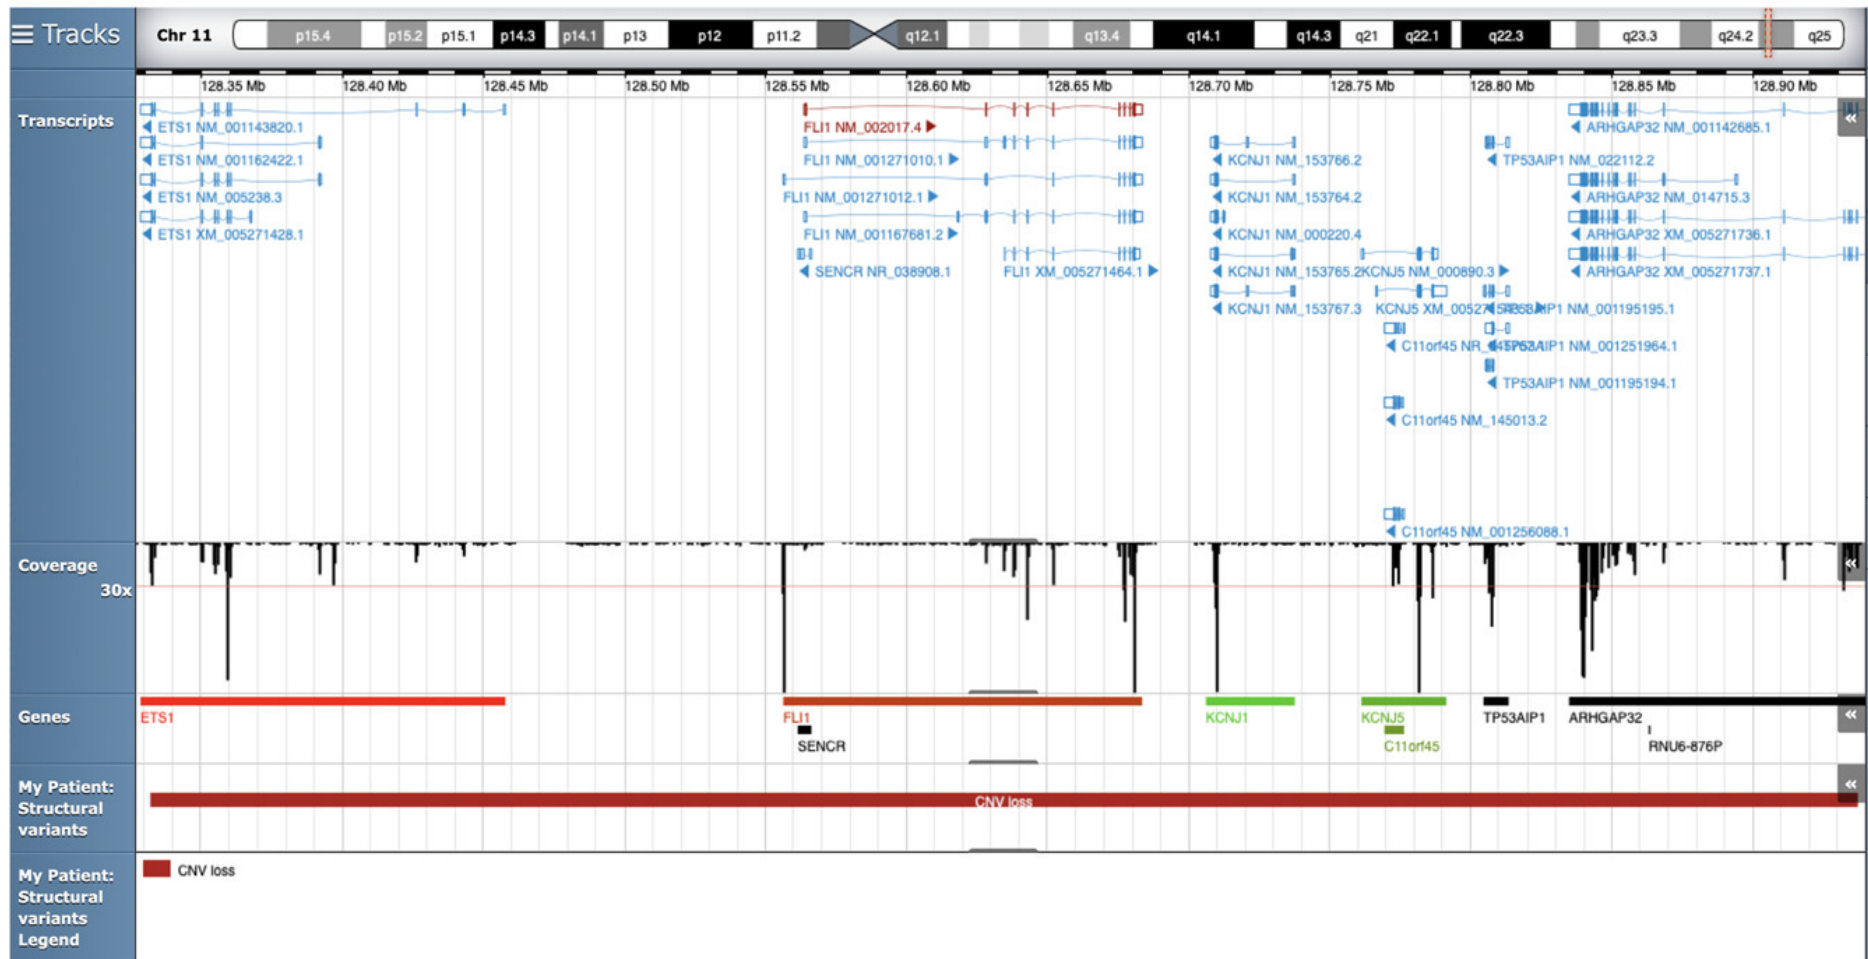 Tracks
Chr 11
p15.4 p15.2 p15.1 p14.3 p14.1 p13 p12 p11.2 q12.1 q13.4 q14.1 q14.3 q21 q22.1 q22.3 q23.3 q24.2 q25
128.35 Mb 128.40 Mb 128.45 Mb 128.50 Mb 128.55 Mb 128.60 Mb 128.65 Mb 128.70 Mb 128.75 Mb 128.80 Mb 128.85 Mb 128.90 Mb
Transcripts
ETS1 NM_001143820.1 FLI1 NM_002017.4 ARHGAP32 NM_001142685.1
ETS1 NM_001162422.1 FLI1 NM_001271010.1 KCNJ1 NM_153766.2 TP53AIP1 NM_022112.2
ETS1 NM_005238.3 FLI1 NM_001271012.1 KCNJ1 NM_153764.2 ARHGAP32 NM_014715.3
ETS1 XM_005271428.1 FLI1 NM_001167681.2 KCNJ1 NM_000220.4 ARHGAP32 XM_005271736.1
SENCR NR_038908.1 FLI1 XM_005271464.1 KCNJ1 NM_153765.2 KCNJ5 NM_000890.3 ARHGAP32 XM_005271737.1
KCNJ1 NM_153767.3 KCNJ5 NM_001195195.1
C11orf45 NM_001251964.1
TP53AIP1 NM_001195194.1
C11orf45 NM_145013.2
C11orf45 NM_001256088.1
Coverage
30x
Genes
ETS1 FLI1 KCNJ1 KCNJ5 TP53AIP1 ARHGAP32
SENCR C11orf45 RNU6-876P
My Patient:
Structural
variants
CNV loss
My Patient:
Structural
variants
Legend
CNV loss